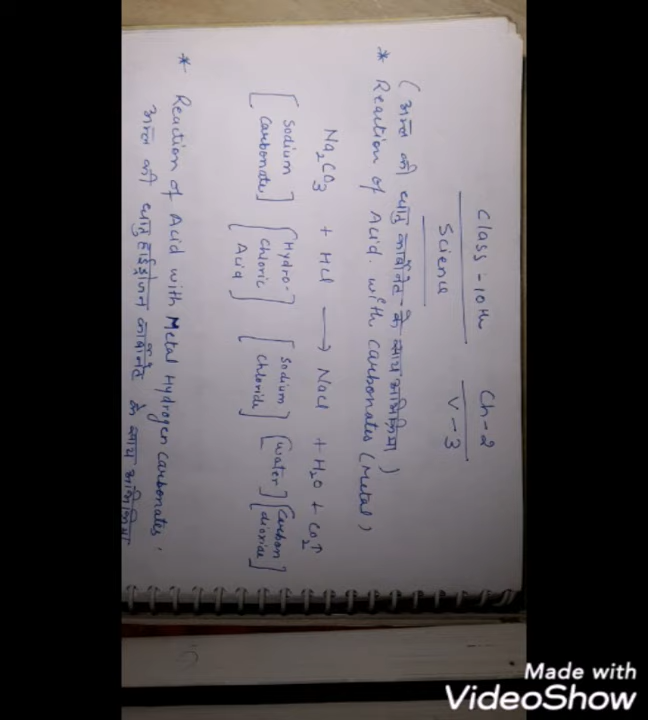 Class - 10th Ch - 2
Science V - 3
* Reaction of Acid. with Carbonates (Metal)
(अम्ल की धातु कार्बोनेट के साथ अभिक्रिया)
Na₂CO₃ + HCl ⟶ NaCl + H₂O + CO₂↑
[Sodium Carbonate] [Hydro-Chloric Acid] [Sodium Chloride] [Water] [Carbon dioxide]
* Reaction of Acid with Metal Hydrogen Carbonates.
अम्ल की धातु हाईड्रोजन कार्बोनेट के साथ अभिक्रिया
Made with
VideoShow